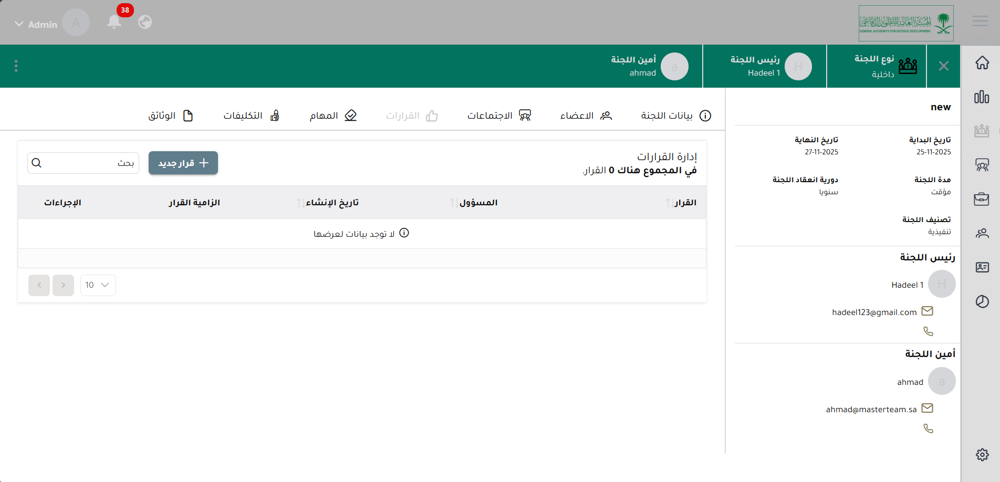 الهيئة العامة للتطوير الدفاعي
GENERAL AUTHORITY FOR DEFENSE DEVELOPMENT
38
A
Admin
نوع اللجنة
داخلية
H
رئيس اللجنة
Hadeel 1
a
أمين اللجنة
ahmad
new
تاريخ البداية
25-11-2025
تاريخ النهاية
27-11-2025
مدة اللجنة
مؤقت
دورية انعقاد اللجنة
سنويا
تصنيف اللجنة
تنفيذية
رئيس اللجنة
H
Hadeel 1
hadeel123@gmail.com
أمين اللجنة
a
ahmad
ahmad@masterteam.sa
بيانات اللجنة
الاعضاء
الاجتماعات
القرارات
المهام
التكليفات
الوثائق
إدارة القرارات
في المجموع هناك 0 القرار.
قرار جديد
بحث
القرار
المسؤول
تاريخ الإنشاء
الزامية القرار
الإجراءات
لا توجد بيانات لعرضها
10